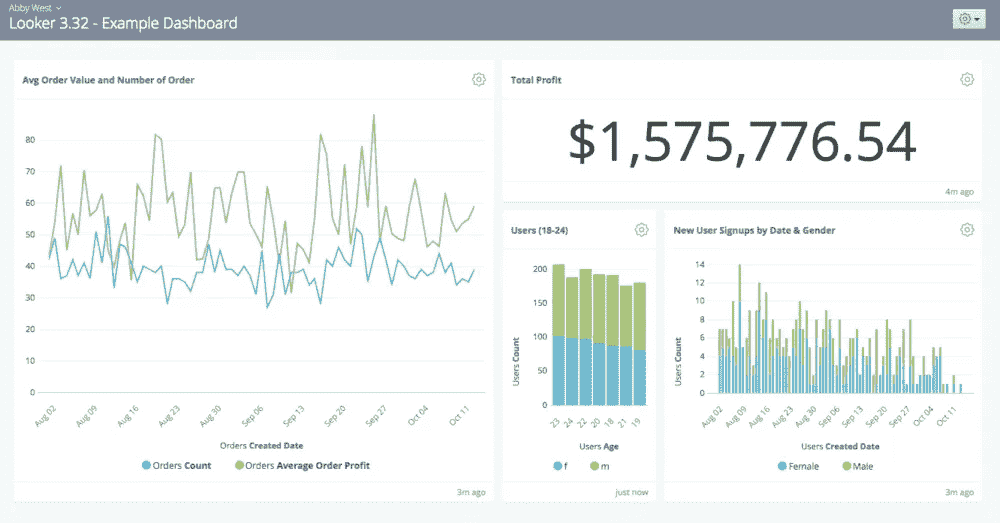 Abby West
Looker 3.32 - Example Dashboard
Avg Order Value and Number of Order
80
70
60
50
40
30
20
10
0
Aug 02
Aug 09
Aug 16
Aug 23
Aug 30
Sep 06
Sep 13
Sep 20
Sep 27
Oct 04
Oct 11
Orders Created Date
Orders Count
Orders Average Order Profit
3m ago
Total Profit
$1,575,776.54
4m ago
Users (18-24)
Users Count
200
150
100
50
0
23
24
22
20
18
21
19
Users Age
f
m
just now
New User Signups by Date & Gender
Users Count
14
12
10
8
6
4
2
0
Aug 02
Aug 09
Aug 16
Aug 23
Aug 30
Sep 06
Sep 13
Sep 20
Sep 27
Oct 04
Oct 11
Users Created Date
Female
Male
3m ago